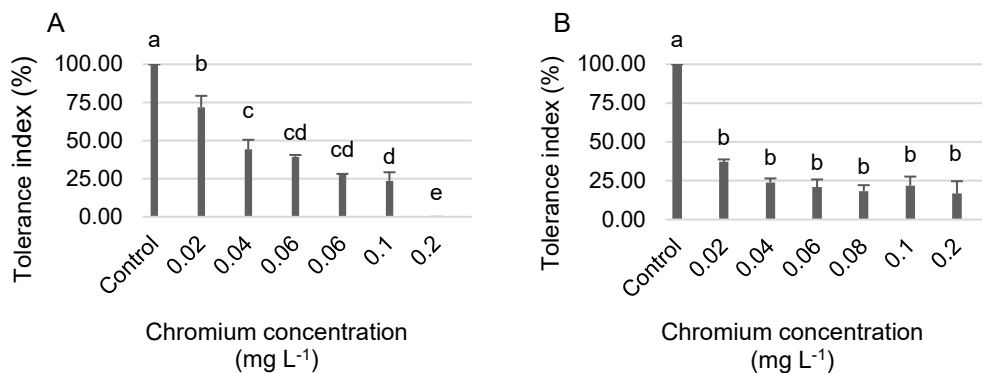 A
a
b
c
cd
cd
d
e
Tolerance index (%)
100.00
75.00
50.00
25.00
0.00
Control
0.02
0.04
0.06
0.06
0.1
0.2
Chromium concentration
(mg L-1)
B
a
b
b
b
b
b
b
Tolerance index (%)
100.00
75.00
50.00
25.00
0.00
Control
0.02
0.04
0.06
0.08
0.1
0.2
Chromium concentration
(mg L-1)